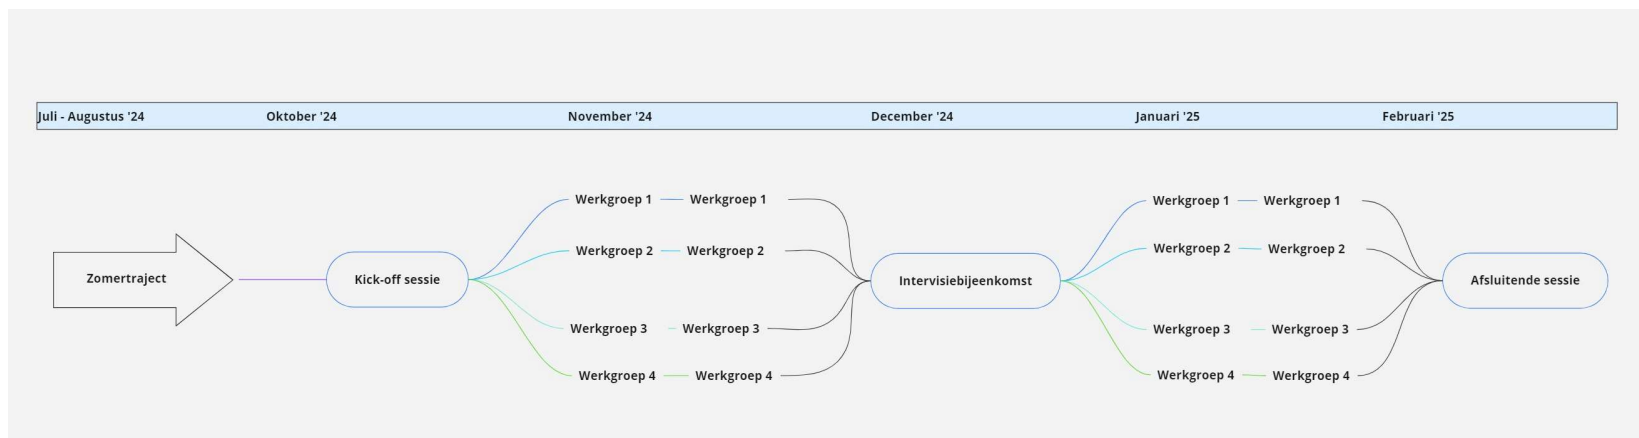 Juli - Augustus '24 Oktober '24 November '24 December '24 Januari '25 Februari '25
Zomertraject
Kick-off sessie
Werkgroep 1 Werkgroep 1
Werkgroep 2 Werkgroep 2
Werkgroep 3 Werkgroep 3
Werkgroep 4 Werkgroep 4
Intervisiebijeenkomst
Werkgroep 1 Werkgroep 1
Werkgroep 2 Werkgroep 2
Werkgroep 3 Werkgroep 3
Werkgroep 4 Werkgroep 4
Afsluitende sessie